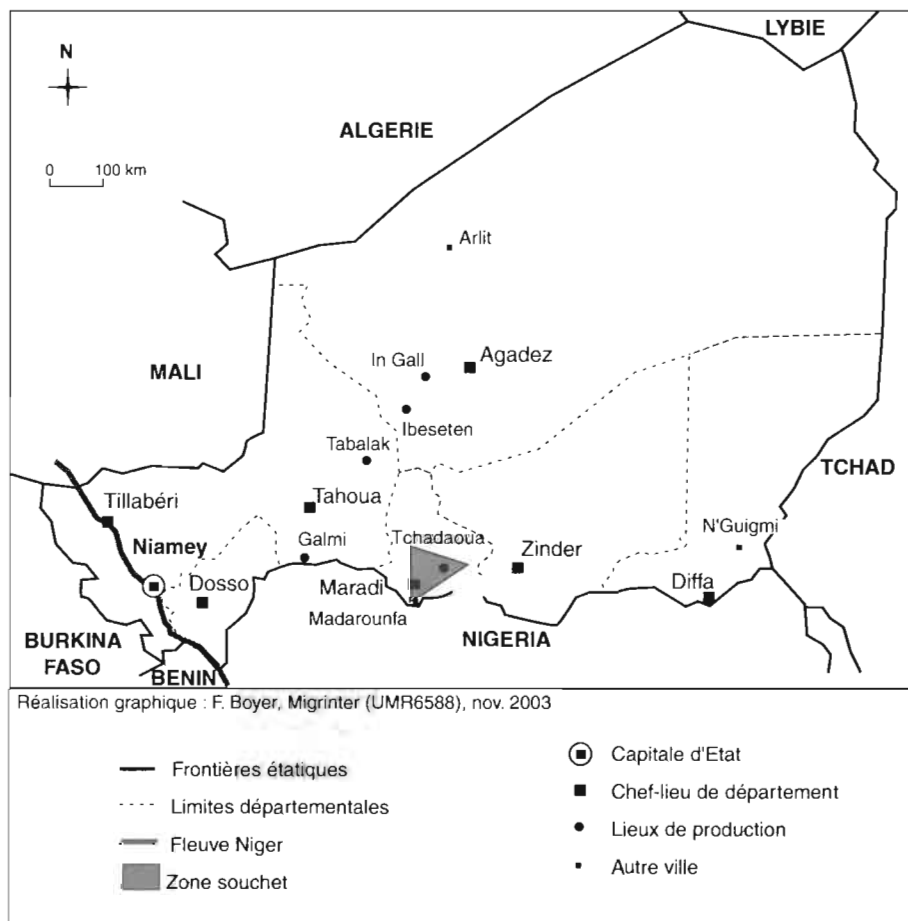 LYBIE
N
ALGERIE
0 100 km
Arlit
In Gall
Agadez
MALI
Ibeseten
Tabalak
TCHAD
Tillabéri
Tahoua
N'Guigmi
Niamey
Galmi
Tchadaoua
Zinder
Dosso
Maradi
Diffa
Madarounfa
NIGERIA
BURKINA
FASO
BENIN
Réalisation graphique : F. Boyer, Migrinter (UMR6588), nov. 2003
Frontières étatiques
Limites départementales
Fleuve Niger
Zone souchet
Capitale d'Etat
Chef-lieu de département
Lieux de production
Autre ville